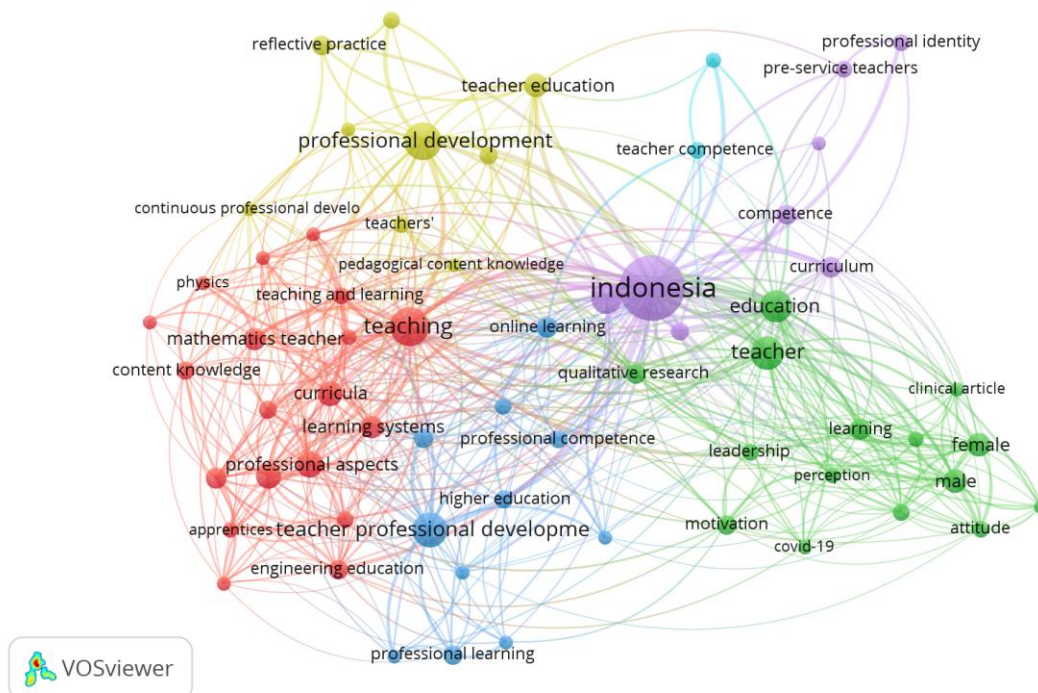 reflective practice
professional identity
pre-service teachers
teacher education
professional development
teacher competence
continuous professional develo
teachers'
competence
pedagogical content knowledge
curriculum
physics
indonesia
teaching and learning
education
teaching
online learning
mathematics teacher
teacher
content knowledge
qualitative research
clinical article
curricula
learning systems
learning
professional competence
female
leadership
professional aspects
perception
male
higher education
apprentices
teacher professional developme
motivation
attitude
covid-19
engineering education
professional learning
VOSviewer